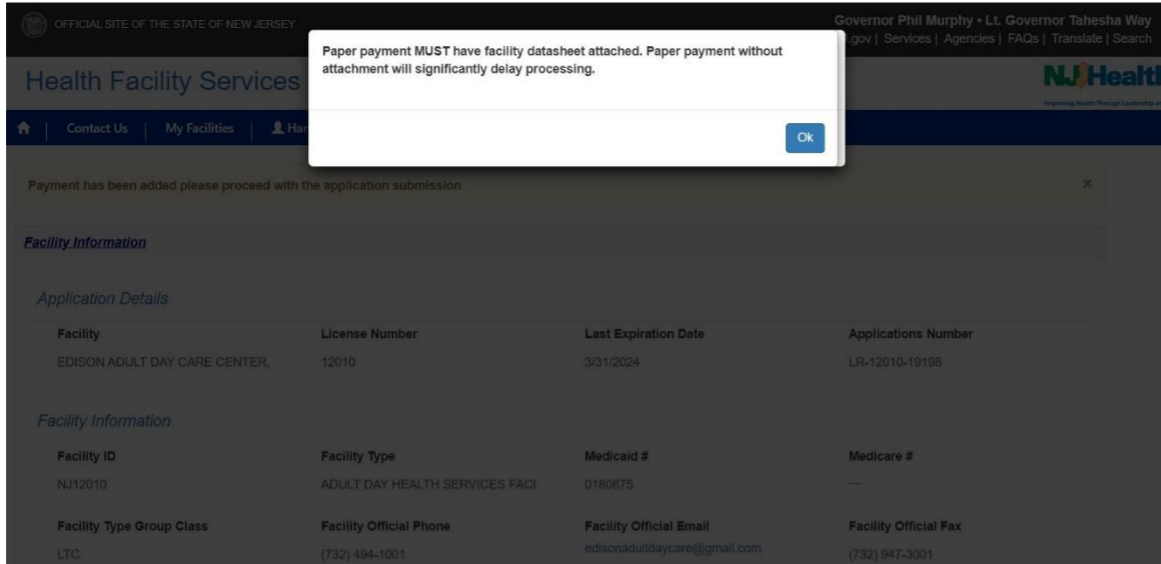 OFFICIAL SITE OF THE STATE OF NEW JERSEY
Governor Phil Murphy • Lt. Governor Tahesha Way
.gov | Services | Agencies | FAQs | Translate | Search
Paper payment MUST have facility datasheet attached. Paper payment without
attachment will significantly delay processing.
Ok
Health Facility Services
NJHealth
Contact Us | My Facilities | Har
Payment has been added please proceed with the application submission ×
Facility Information
Application Details
Facility License Number Last Expiration Date Applications Number
EDISON ADULT DAY CARE CENTER, 12010 3/31/2024 LR-12010-19198
Facility Information
Facility ID Facility Type Medicaid # Medicare #
NJ12010 ADULT DAY HEALTH SERVICES FACI 0180875 —
Facility Type Group Class Facility Official Phone Facility Official Email Facility Official Fax
LTC (732) 494-1001 edisonadultdaycare@gmail.com (732) 947-3001